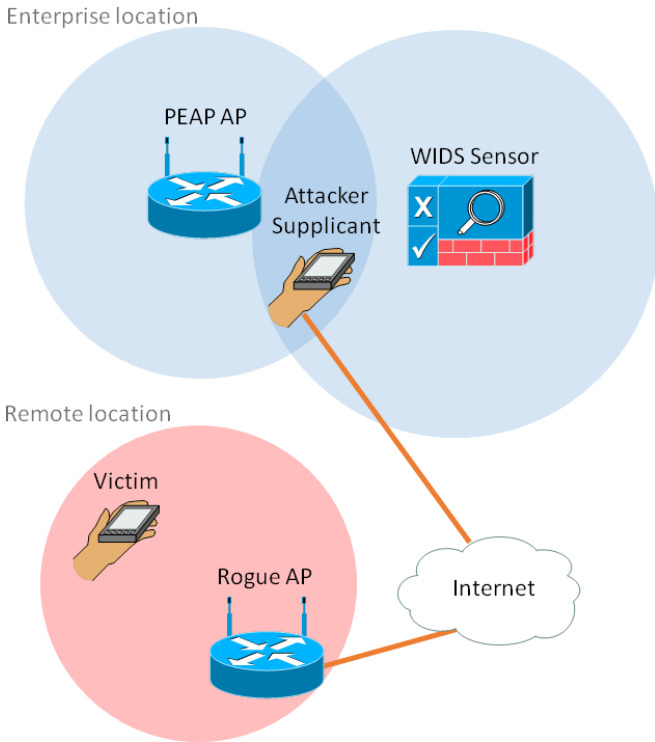 Enterprise location
PEAP AP
WIDS Sensor
Attacker
Supplicant
X
Remote location
Victim
Rogue AP
Internet